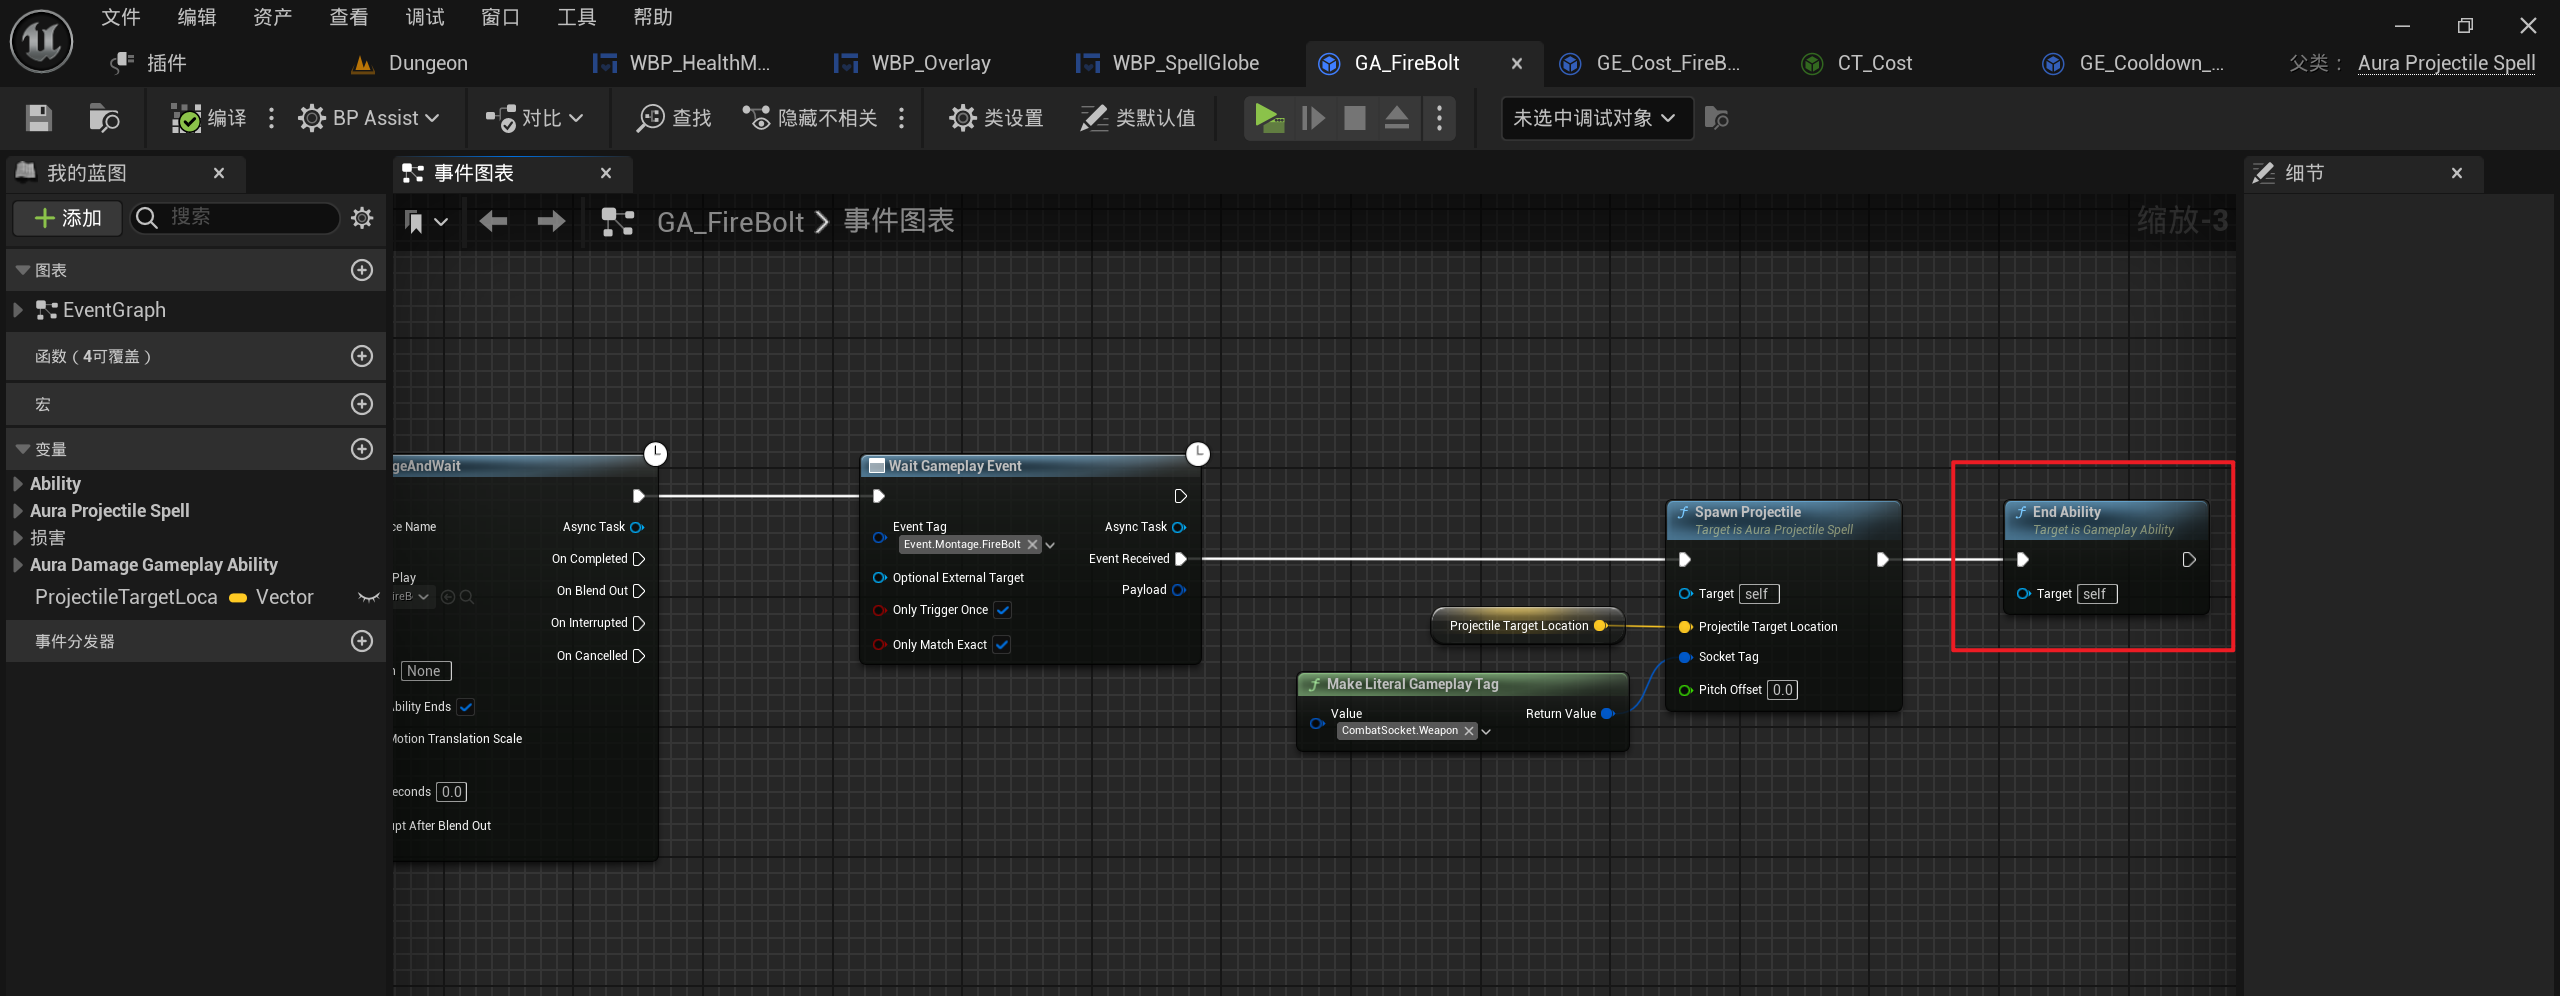 文件 编辑 资产 查看 调试 窗口 工具 帮助
插件 Dungeon WBP_HealthM... WBP_Overlay WBP_SpellGlobe GA_FireBolt GE_Cost_FireB... CT_Cost GE_Cooldown_... 父类： Aura Projectile Spell
编译 BP Assist 对比 查找 隐藏不相关 类设置 类默认值 未选中调试对象
我的蓝图 事件图表 细节
添加 搜索 GA_FireBolt 事件图表 缩放-3
图表
EventGraph
函数（4可覆盖）
宏
变量
Ability
Aura Projectile Spell
损害
Aura Damage Gameplay Ability
ProjectileTargetLoca Vector
事件分发器
geAndWait
ce Name
Async Task
On Completed
Play
ireB
On Blend Out
On Interrupted
On Cancelled
n None
bility Ends
Motion Translation Scale
econds 0.0
upt After Blend Out
Wait Gameplay Event
Event Tag
Event.Montage.FireBolt
Async Task
Event Received
Optional External Target
Payload
Only Trigger Once
Only Match Exact
Projectile Target Location
Make Literal Gameplay Tag
Value
CombatSocket.Weapon
Return Value
Spawn Projectile
Target is Aura Projectile Spell
Target self
Projectile Target Location
Socket Tag
Pitch Offset 0.0
End Ability
Target is Gameplay Ability
Target self